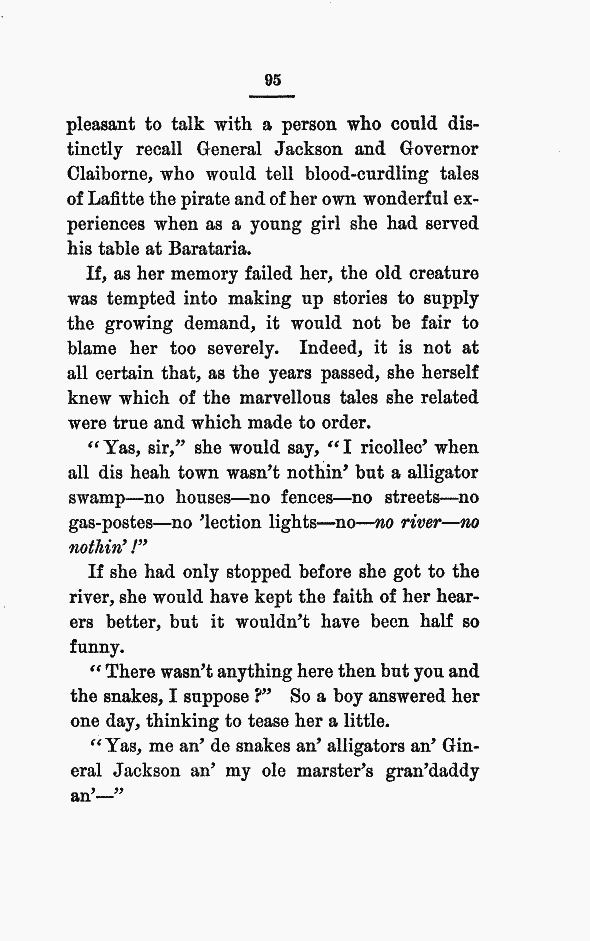 95
pleasant to talk with a person who could dis-
tinctly recall General Jackson and Governor
Claiborne, who would tell blood-curdling tales
of Lafitte the pirate and of her own wonderful ex-
periences when as a young girl she had served
his table at Barataria.
If, as her memory failed her, the old creature
was tempted into making up stories to supply
the growing demand, it would not be fair to
blame her too severely. Indeed, it is not at
all certain that, as the years passed, she herself
knew which of the marvellous tales she related
were true and which made to order.
“Yas, sir,” she would say, “I ricollec’ when
all dis heah town wasn’t nothin’ but a alligator
swamp—no houses—no fences—no streets—no
gas-postes—no ’lection lights—no—no river—no
nothin’!”
If she had only stopped before she got to the
river, she would have kept the faith of her hear-
ers better, but it wouldn’t have been half so
funny.
“There wasn’t anything here then but you and
the snakes, I suppose?” So a boy answered her
one day, thinking to tease her a little.
“Yas, me an’ de snakes an’ alligators an’ Gin-
eral Jackson an’ my ole marster’s gran’daddy
an’—”